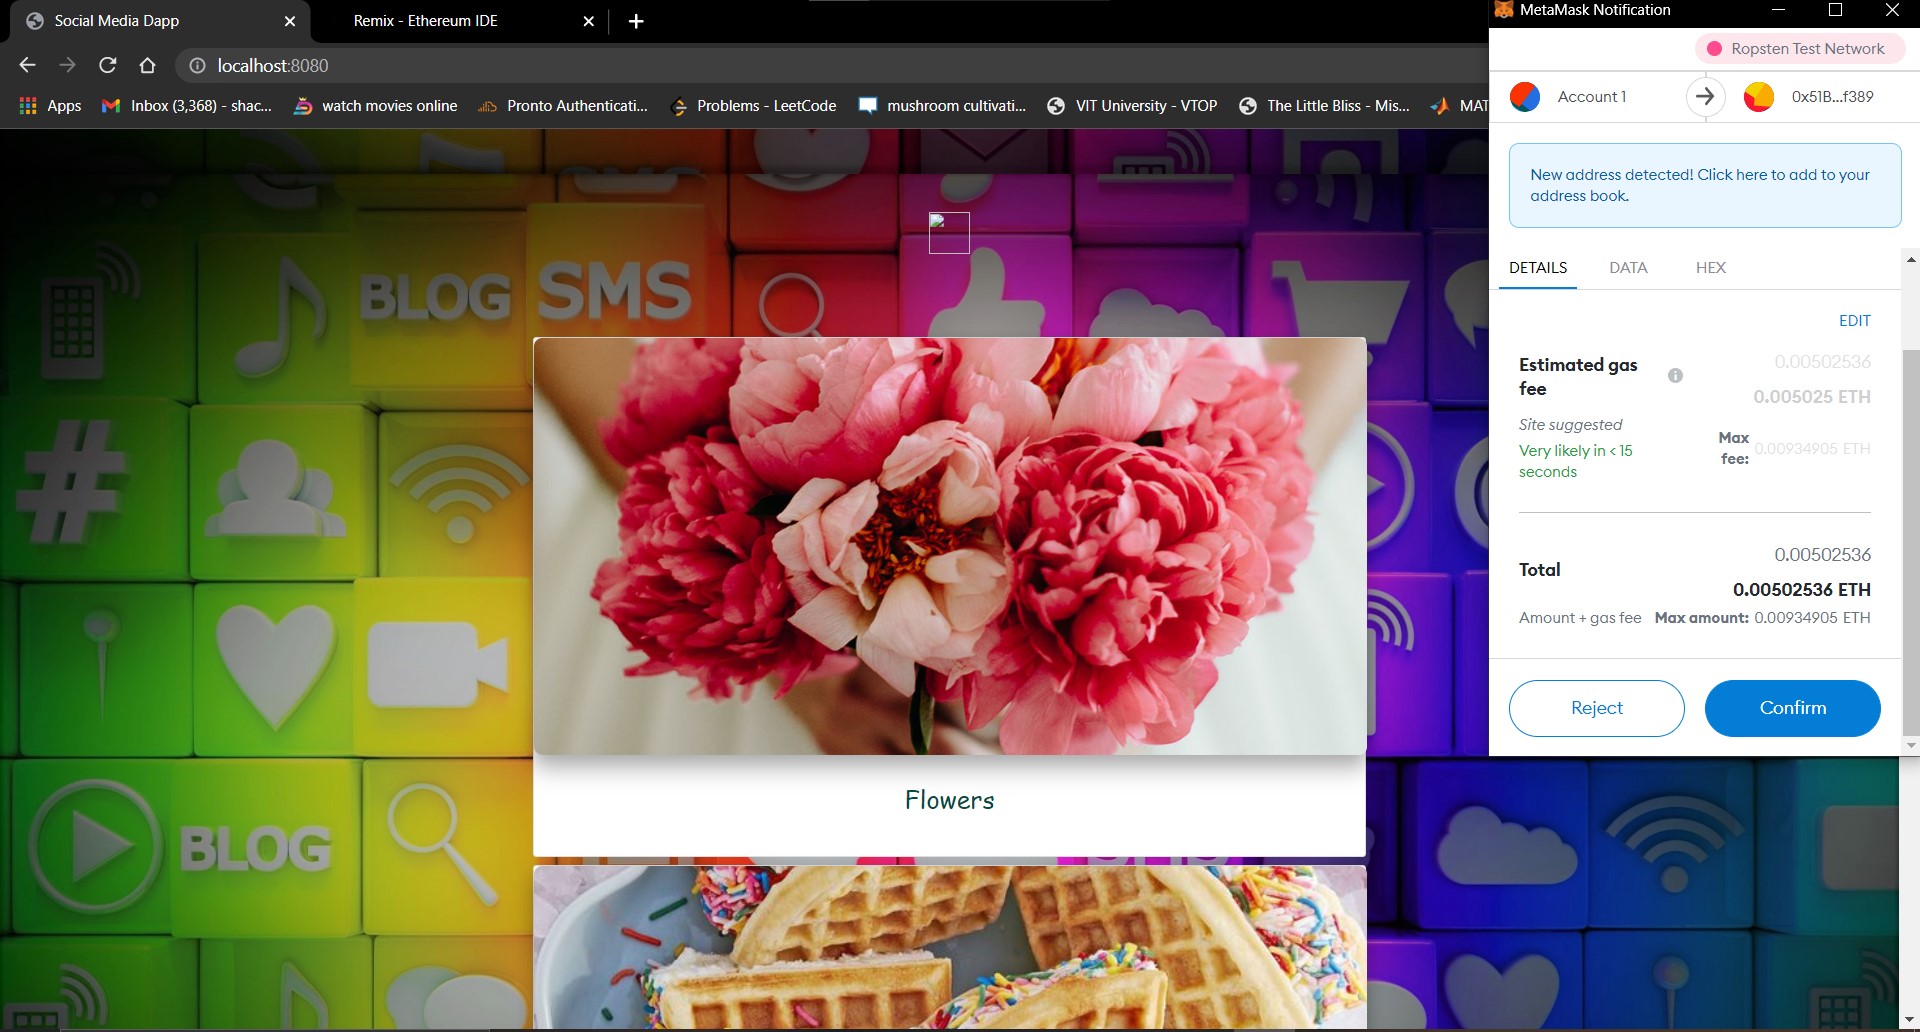 Social Media Dapp
Remix - Ethereum IDE
MetaMask Notification
localhost:8080
Ropsten Test Network
Apps
Inbox (3,368) - shac...
watch movies online
Pronto Authenticati...
Problems - LeetCode
mushroom cultivati...
VIT University - VTOP
The Little Bliss - Mis...
MAT
Account 1
0x51B...f389
New address detected! Click here to add to your
address book.
DETAILS
DATA
HEX
EDIT
Estimated gas
fee
0.00502536
0.005025 ETH
Site suggested
Very likely in < 15
seconds
Max
fee:
0.00934905 ETH
Total
0.00502536
0.00502536 ETH
Amount + gas fee
Max amount: 0.00934905 ETH
Reject
Confirm
BLOG
SMS
#
Flowers
BLOG